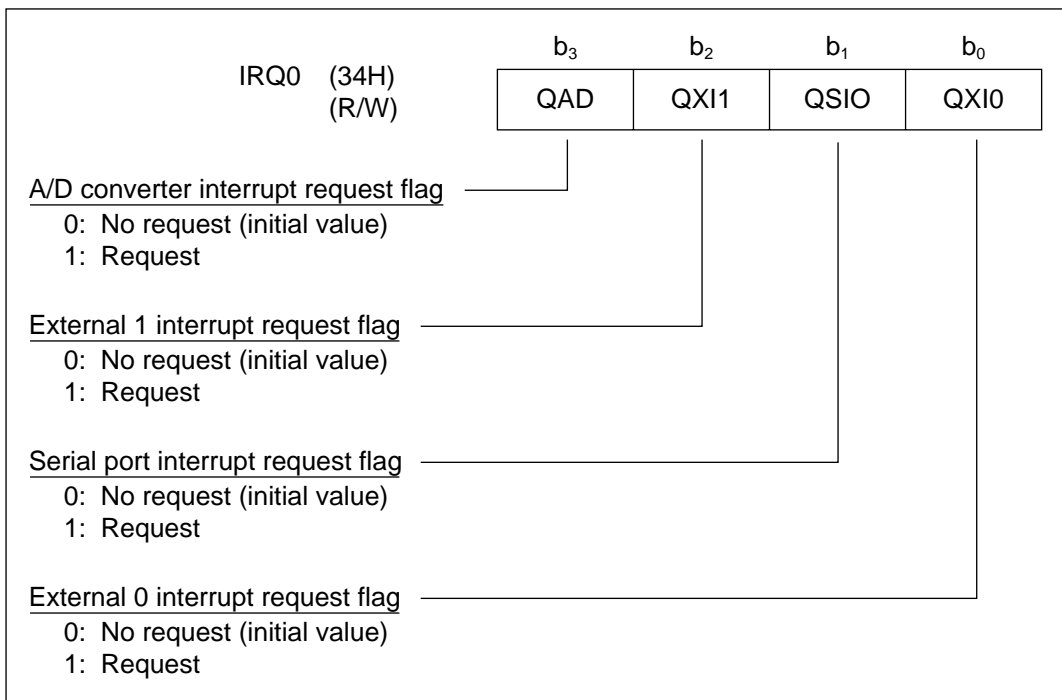 b3 b2 b1 b0
IRQ0 (34H)
(R/W)
QAD QXI1 QSIO QXI0
A/D converter interrupt request flag
0: No request (initial value)
1: Request
External 1 interrupt request flag
0: No request (initial value)
1: Request
Serial port interrupt request flag
0: No request (initial value)
1: Request
External 0 interrupt request flag
0: No request (initial value)
1: Request